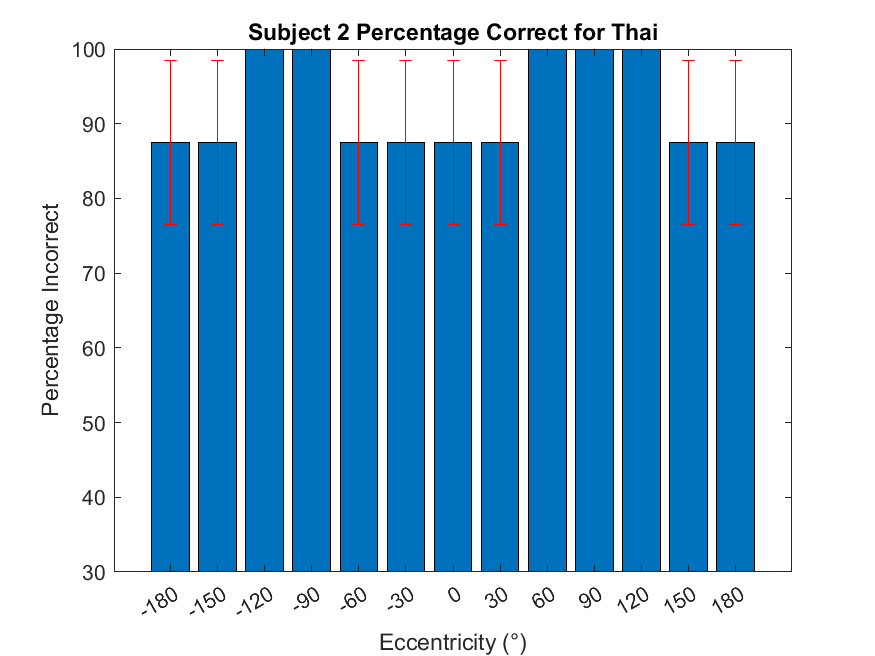 Subject 2 Percentage Correct for Thai
Percentage Incorrect
100
90
80
70
60
50
40
30
-180 -150 -120 -90 -60 -30 0 30 60 90 120 150 180
Eccentricity (°)